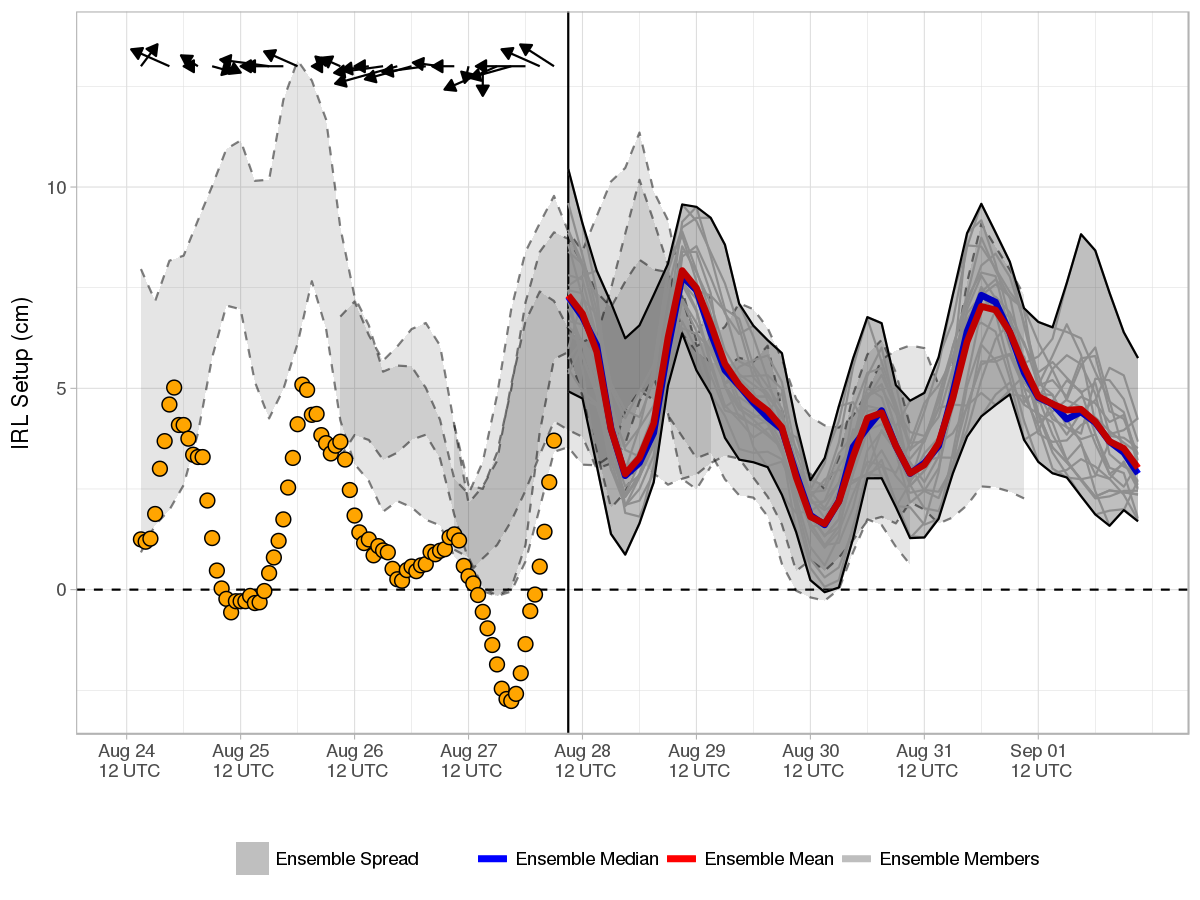 IRL Setup (cm)
10
5
0
Aug 24 Aug 25 Aug 26 Aug 27 Aug 28 Aug 29 Aug 30 Aug 31 Sep 01
12 UTC 12 UTC 12 UTC 12 UTC 12 UTC 12 UTC 12 UTC 12 UTC 12 UTC
Ensemble Spread Ensemble Median Ensemble Mean Ensemble Members